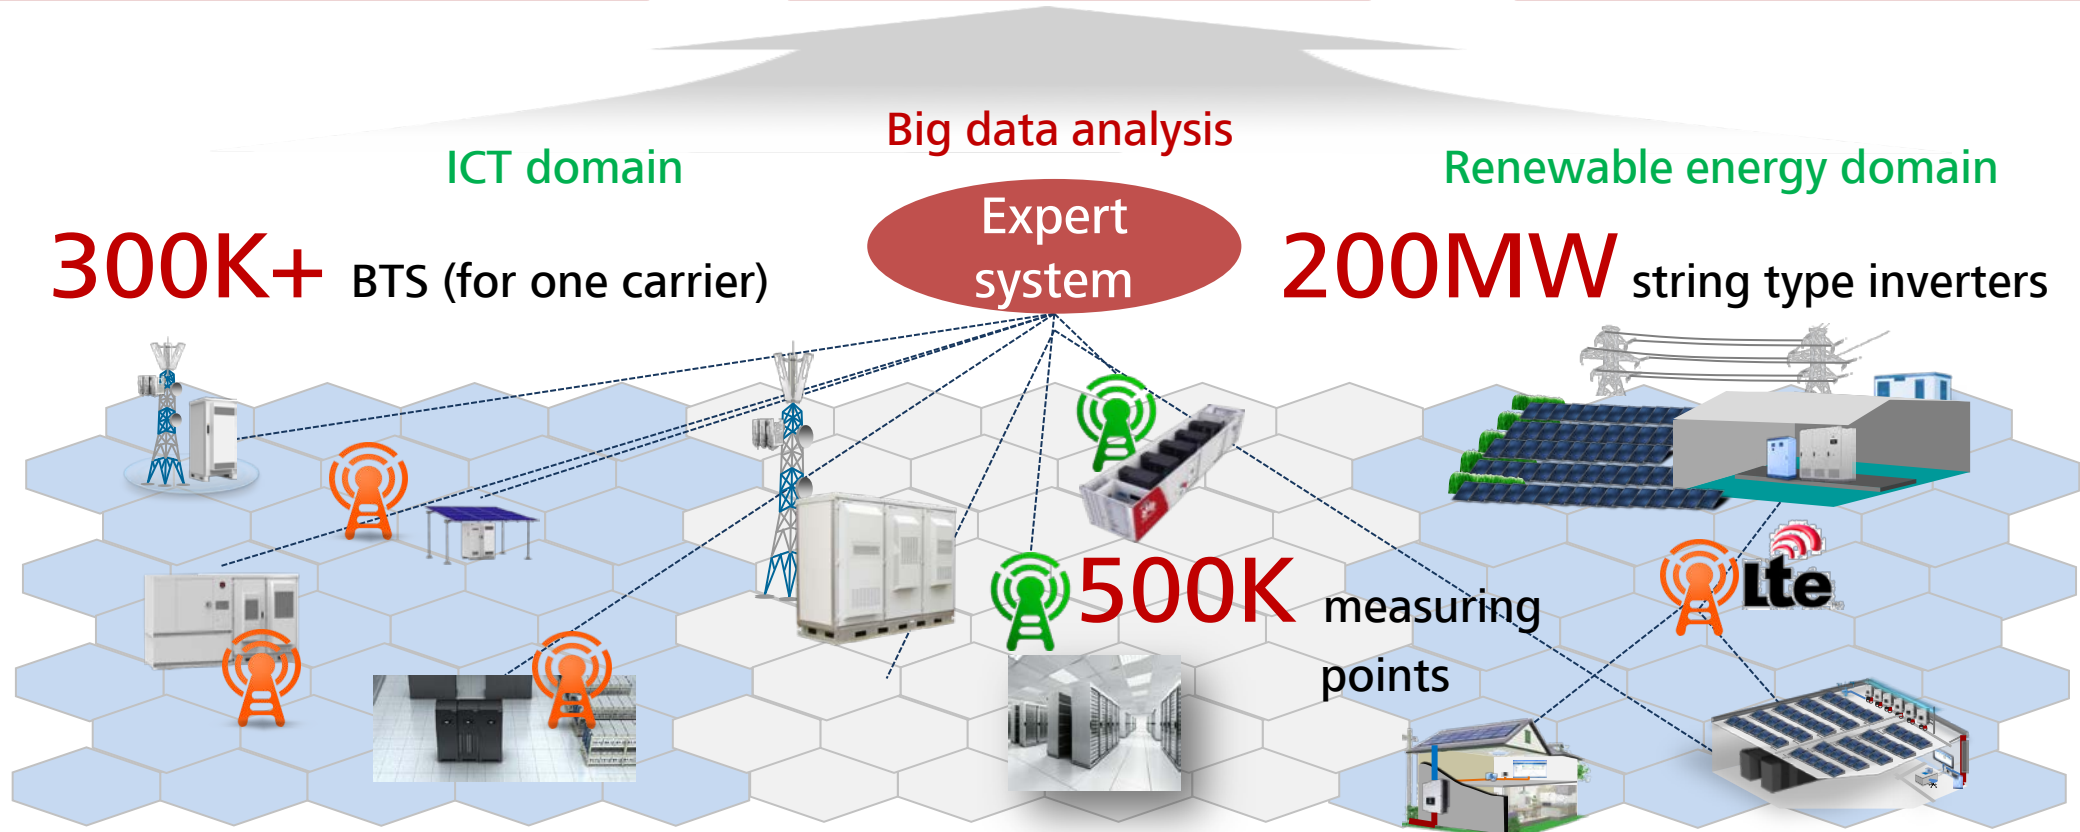 Big data analysis
ICT domain
Renewable energy domain
Expert
system
300K+ BTS (for one carrier)
200MW string type inverters
500K measuring
points
Lte